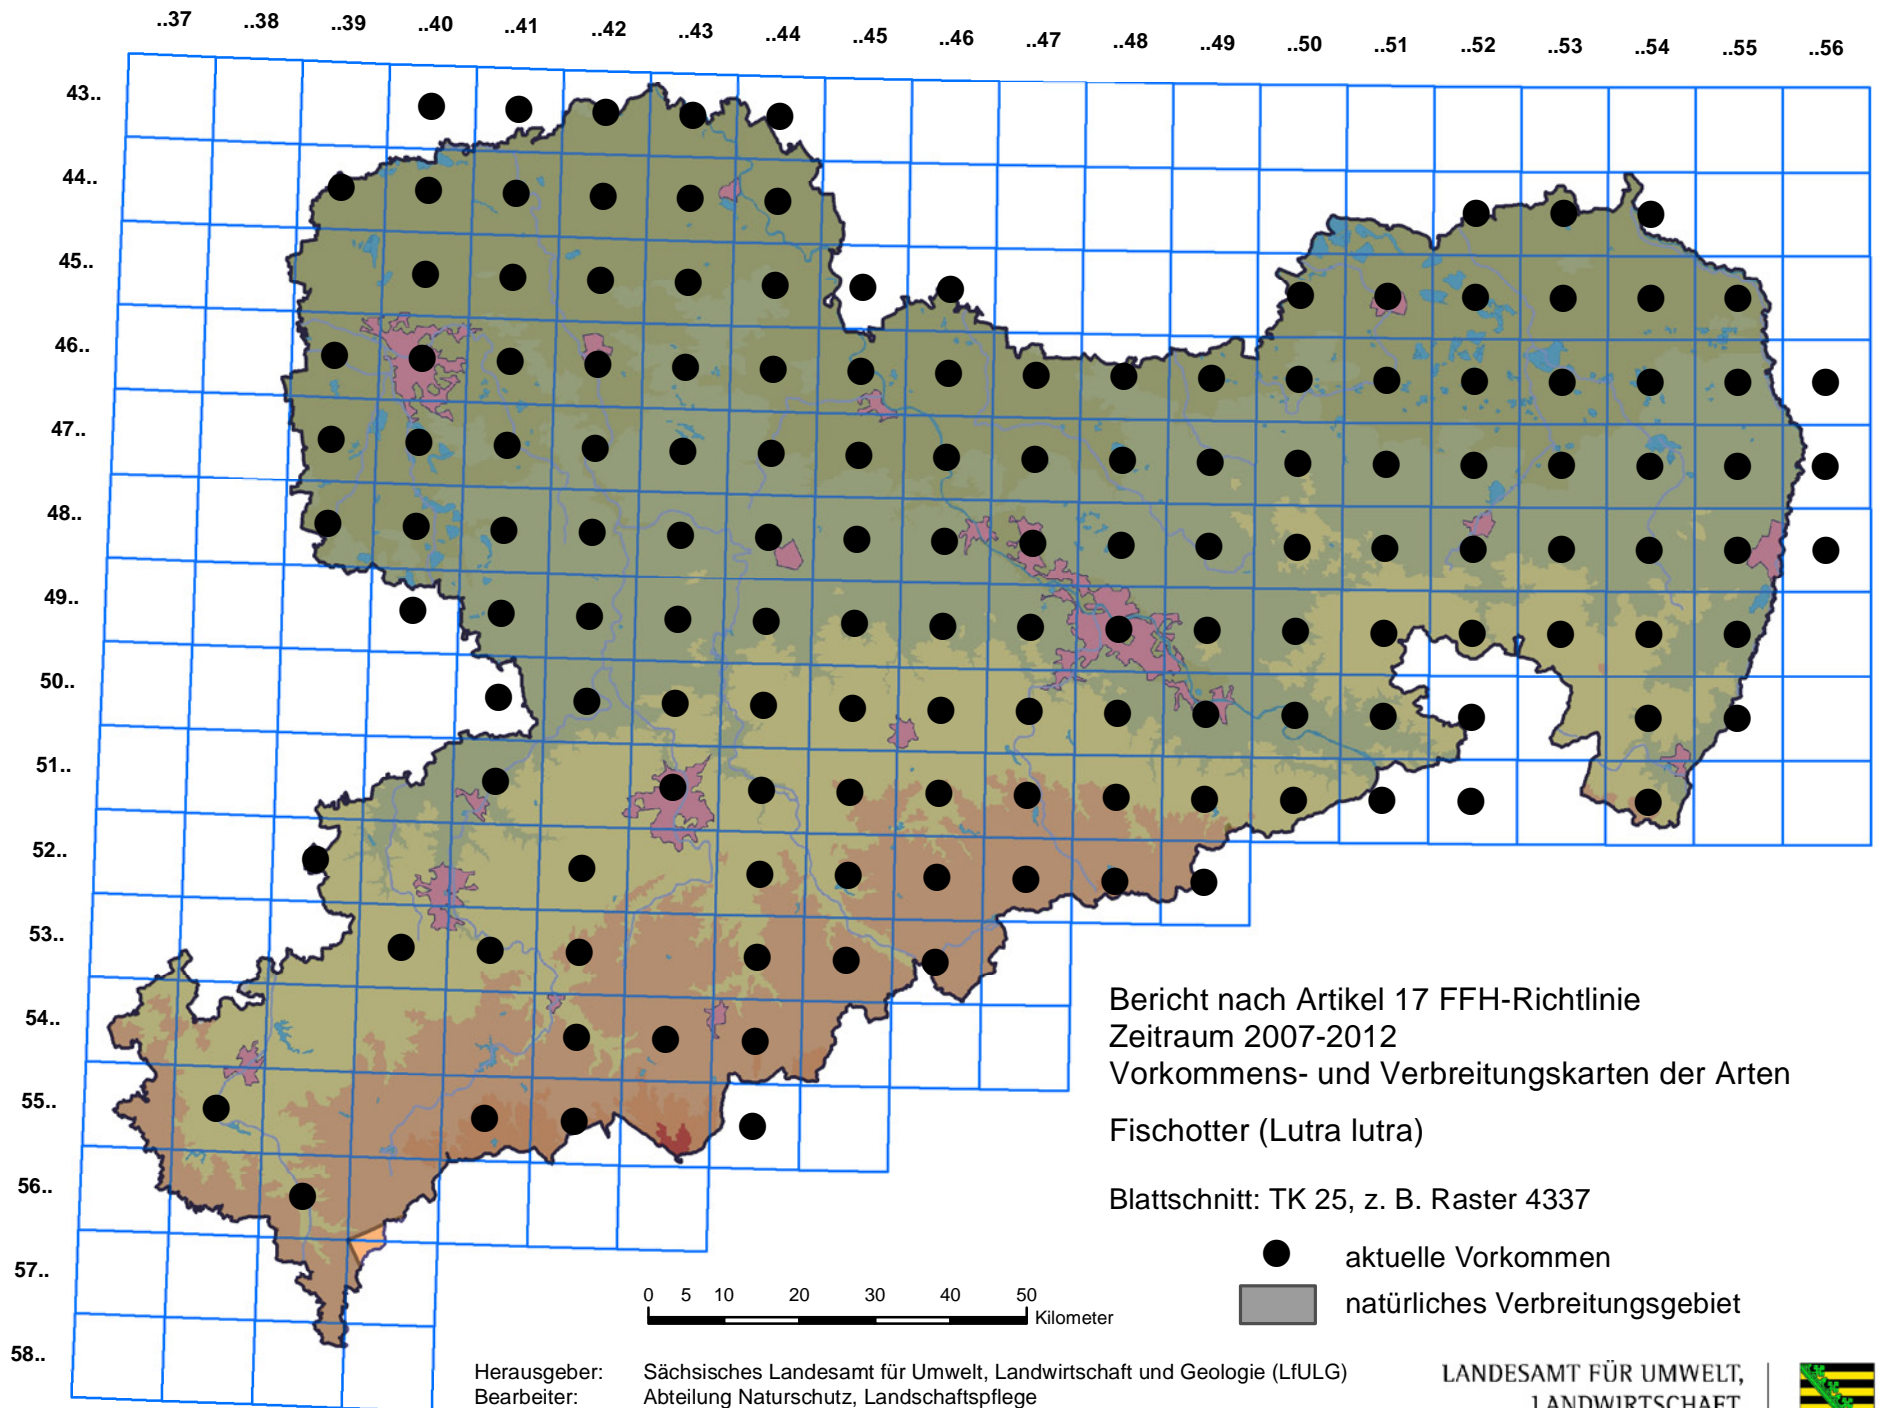 ..37 ..38 ..39 ..40 ..41 ..42 ..43 ..44 ..45 ..46 ..47 ..48 ..49 ..50 ..51 ..52 ..53 ..54 ..55 ..56
43..
44..
45..
46..
47..
48..
49..
50..
51..
52..
53..
54..
55..
56..
57..
58..
Bericht nach Artikel 17 FFH-Richtlinie
Zeitraum 2007-2012
Vorkommens- und Verbreitungskarten der Arten
Fischotter (Lutra lutra)
Blattschnitt: TK 25, z. B. Raster 4337
aktuelle Vorkommen
natürliches Verbreitungsgebiet
0 5 10 20 30 40 50
Kilometer
Herausgeber: Sächsisches Landesamt für Umwelt, Landwirtschaft und Geologie (LfULG)
Bearbeiter: Abteilung Naturschutz, Landschaftspflege
LANDESAMT FÜR UMWELT,
LANDWIRTSCHAFT